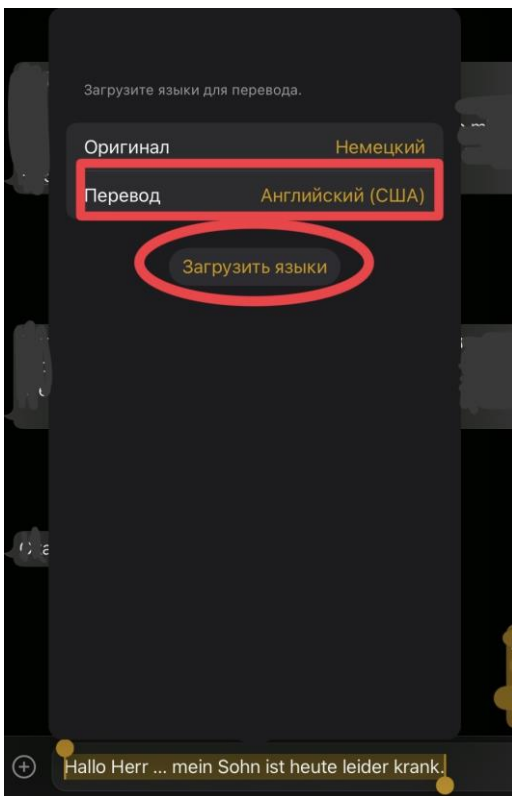 Загрузите языки для перевода.
Оригинал Немецкий
Перевод Английский (США)
Загрузить языки
Hallo Herr ... mein Sohn ist heute leider krank.